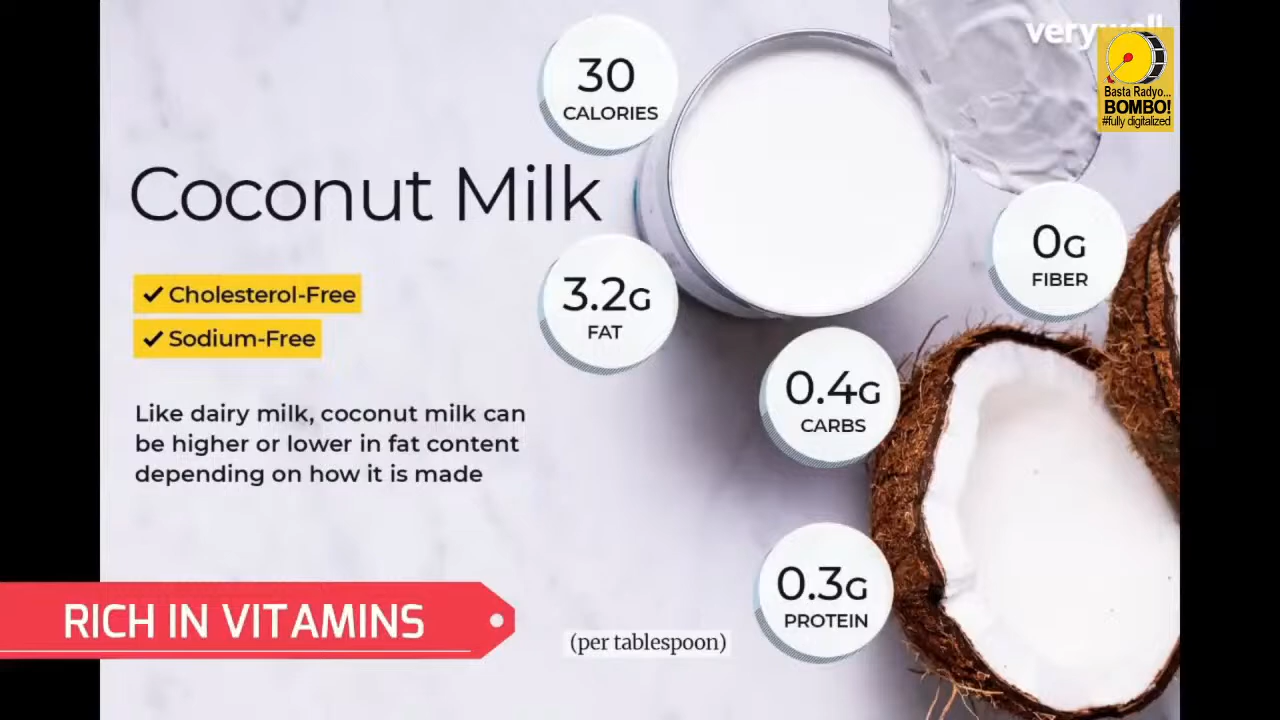 verywell
Basta Radyo...
BOMBO!
#fully digitalized
30
CALORIES
Coconut Milk
0G
FIBER
✓ Cholesterol-Free
3.2G
FAT
✓ Sodium-Free
0.4G
CARBS
Like dairy milk, coconut milk can
be higher or lower in fat content
depending on how it is made
0.3G
PROTEIN
RICH IN VITAMINS
(per tablespoon)